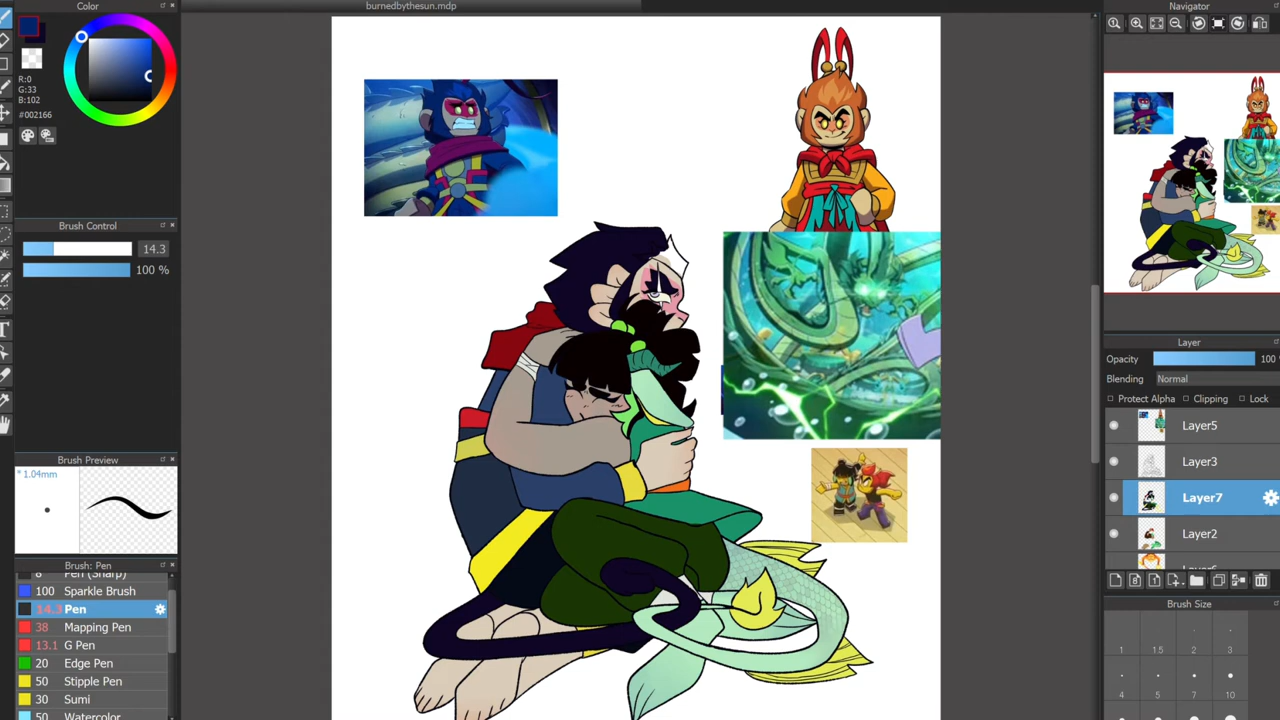 burnedbythesun.mdp
Color
R:0
G:33
B:102
#002166
Brush Control
14.3
100 %
Brush Preview
* 1.04mm
Brush: Pen
8 Pen (Sharp)
100 Sparkle Brush
14.3 Pen
38 Mapping Pen
13.1 G Pen
20 Edge Pen
50 Stipple Pen
30 Sumi
52 Watercolor
Navigator
Layer
Opacity 100
Blending Normal
Protect Alpha Clipping Lock
Layer5
Layer3
Layer7
Layer2
Layer6
Brush Size
1 1.5 2 3
4 5 7 10